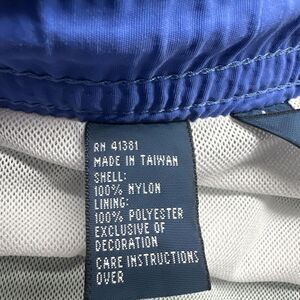 RN 41381
MADE IN TAIWAN
SHELL:
100% NYLON
LINING:
100% POLYESTER
EXCLUSIVE OF
DECORATION
CARE INSTRUCTIONS
OVER